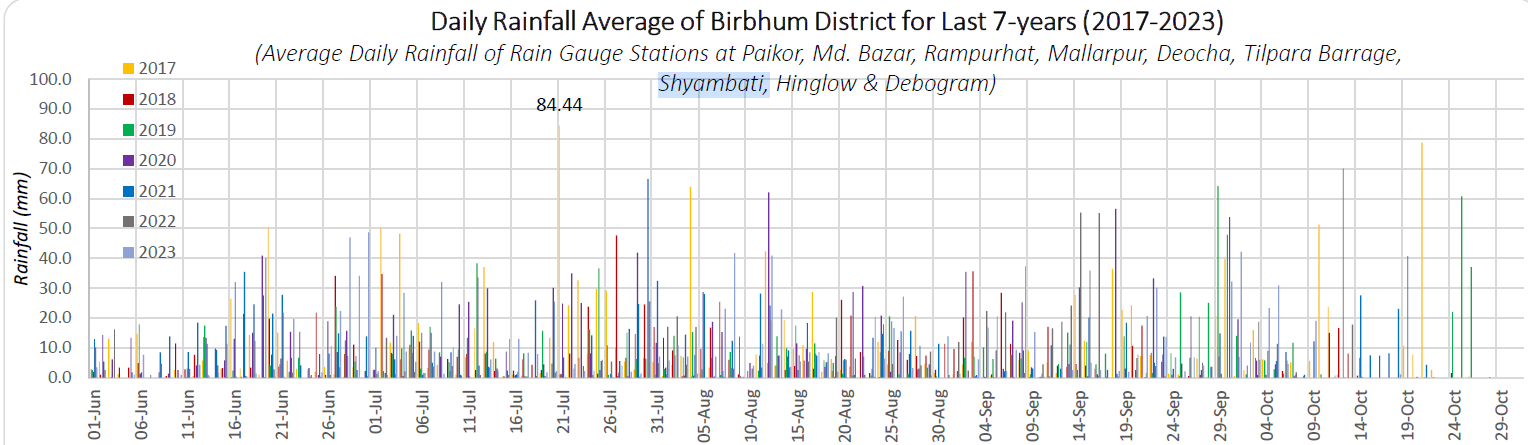 Daily Rainfall Average of Birbhum District for Last 7-years (2017-2023)
(Average Daily Rainfall of Rain Gauge Stations at Paikor, Md. Bazar, Rampurhat, Mallarpur, Deocha, Tilpara Barrage,
Shyambati, Hinglow & Debogram)
84.44
2017
2018
2019
2020
2021
2022
2023
Rainfall (mm)
100.0
90.0
80.0
70.0
60.0
50.0
40.0
30.0
20.0
10.0
0.0
01-Jun
06-Jun
11-Jun
16-Jun
21-Jun
26-Jun
01-Jul
06-Jul
11-Jul
16-Jul
21-Jul
26-Jul
31-Jul
05-Aug
10-Aug
15-Aug
20-Aug
25-Aug
30-Aug
04-Sep
09-Sep
14-Sep
19-Sep
24-Sep
29-Sep
04-Oct
09-Oct
14-Oct
19-Oct
24-Oct
29-Oct